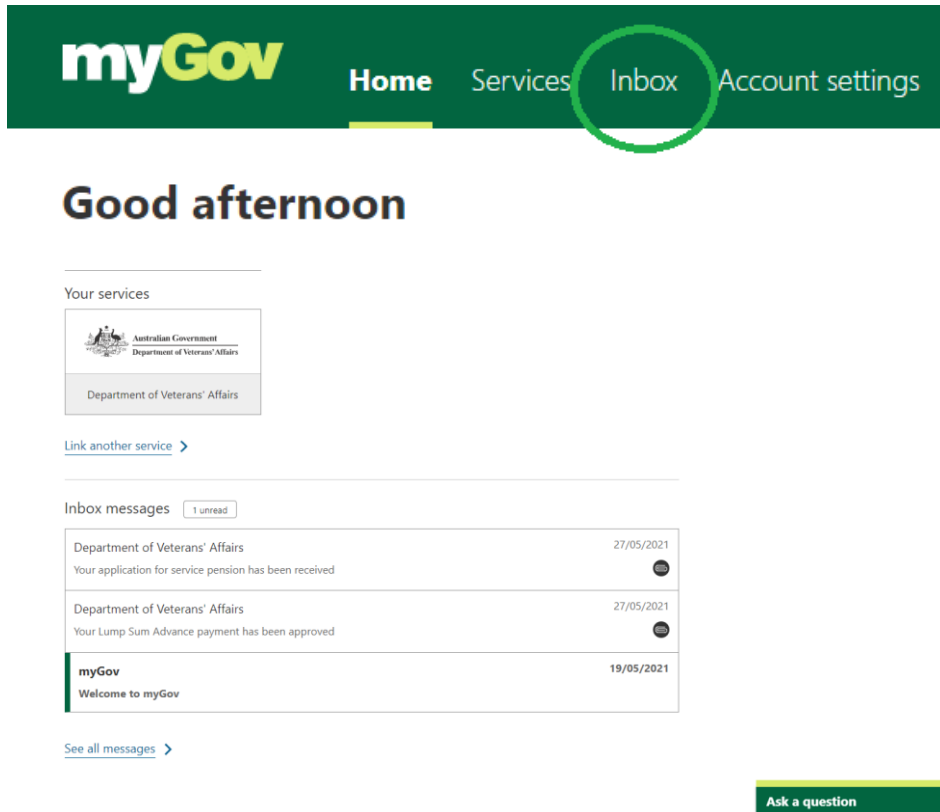 myGov
Home Services Inbox Account settings
Good afternoon
Your services
Australian Government
Department of Veterans' Affairs
Department of Veterans' Affairs
Link another service
Inbox messages 1 unread
Department of Veterans' Affairs 27/05/2021
Your application for service pension has been received
Department of Veterans' Affairs 27/05/2021
Your Lump Sum Advance payment has been approved
myGov 19/05/2021
Welcome to myGov
See all messages
Ask a question